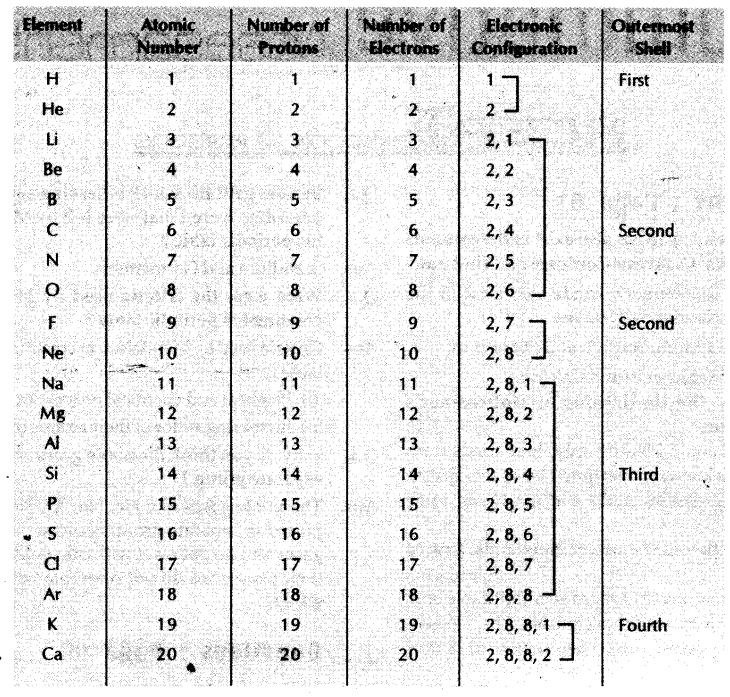 Element Atomic Number of Number of Electronic Outermost
Number Protons Electrons Configuration Shell
H 1 1 1 1 First
He 2 2 2 2
Li 3 3 3 2, 1
Be 4 4 4 2, 2
B 5 5 5 2, 3
C 6 6 6 2, 4 Second
N 7 7 7 2, 5
O 8 8 8 2, 6
F 9 9 9 2, 7 Second
Ne 10 10 10 2, 8
Na 11 11 11 2, 8, 1
Mg 12 12 12 2, 8, 2
Al 13 13 13 2, 8, 3
Si 14 14 14 2, 8, 4 Third
P 15 15 15 2, 8, 5
S 16 16 16 2, 8, 6
Cl 17 17 17 2, 8, 7
Ar 18 18 18 2, 8, 8
K 19 19 19 2, 8, 8, 1 Fourth
Ca 20 20 20 2, 8, 8, 2